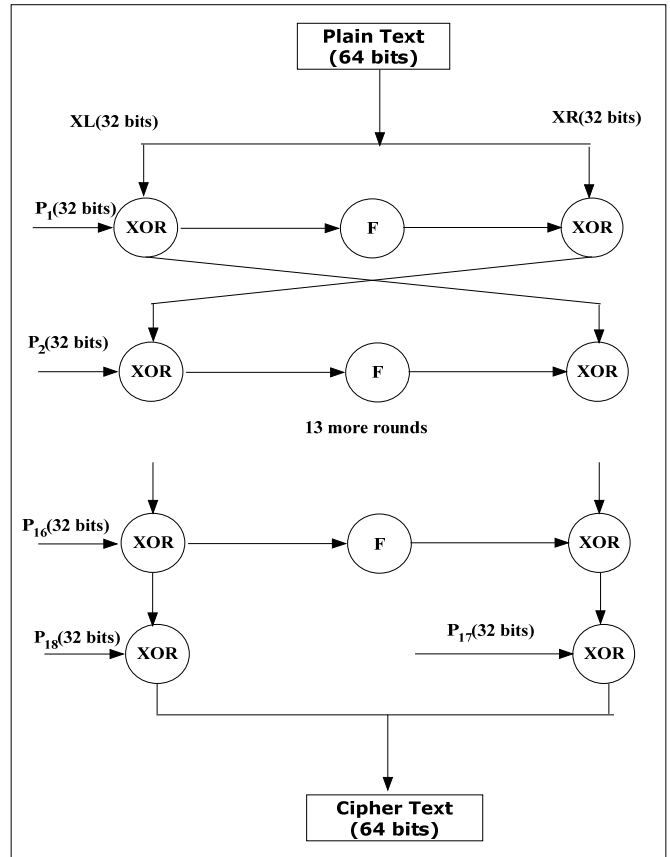 Plain Text
(64 bits)
XL(32 bits)
XR(32 bits)
P1(32 bits)
XOR
F
XOR
P2(32 bits)
XOR
F
XOR
13 more rounds
P16(32 bits)
XOR
F
XOR
P18(32 bits)
XOR
P17(32 bits)
XOR
Cipher Text
(64 bits)